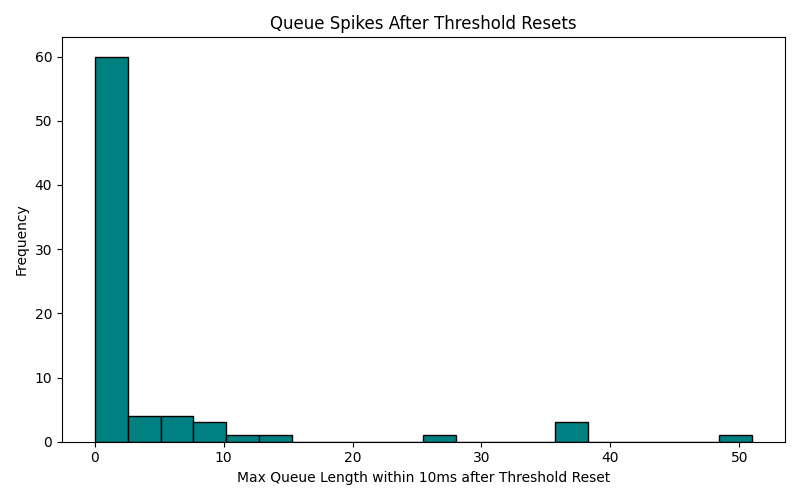 Queue Spikes After Threshold Resets
60
50
40
30
20
10
0
Frequency
0 10 20 30 40 50
Max Queue Length within 10ms after Threshold Reset